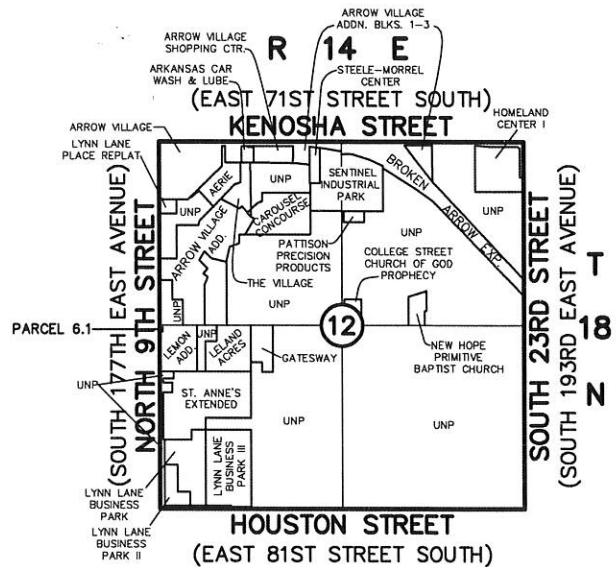 ARROW VILLAGE
ADDN. BLKS. 1-3
ARROW VILLAGE
SHOPPING CTR.
R 14 E
ARKANSAS CAR
WASH & LUBE
STEELE-MORREL
CENTER
(EAST 71ST STREET SOUTH)
KENOSHA STREET
HOMELAND
CENTER I
ARROW VILLAGE
LYNN LANE
PLACE REPLAT
UNP
AERIE
UNP
SENTINEL
INDUSTRIAL
PARK
BROKEN
ARROW EXP.
UNP
CAROUSEL
CONCOURSE
ARROW VILLAGE
ADD.
PATTISON
PRECISION
PRODUCTS
UNP
COLLEGE STREET
CHURCH OF GOD
PROPHECY
THE VILLAGE
UNP
UNP
(SOUTH 177TH EAST AVENUE)
NORTH 9TH STREET
SOUTH 23RD STREET
(SOUTH 193RD EAST AVENUE)
T
18
N
PARCEL 6.1
12
LEMON
ADD.
UNP
LELAND
ACRES
GATESWAY
NEW HOPE
PRIMITIVE
BAPTIST CHURCH
UNP
ST. ANNE'S
EXTENDED
UNP
UNP
LYNN LANE
BUSINESS
PARK III
LYNN LANE
BUSINESS
PARK
LYNN LANE
BUSINESS
PARK II
HOUSTON STREET
(EAST 81ST STREET SOUTH)